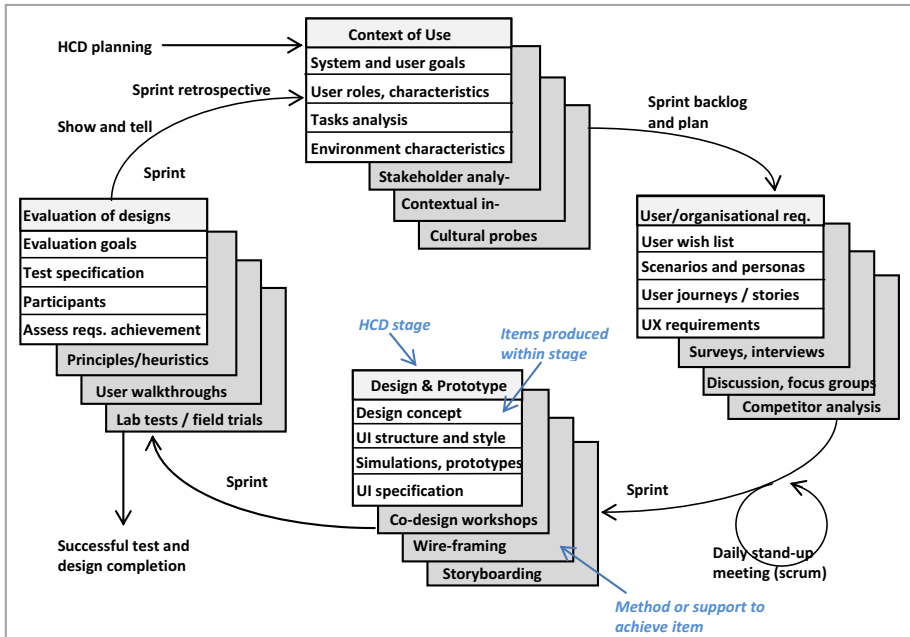 HCD planning
Context of Use
System and user goals
User roles, characteristics
Tasks analysis
Environment characteristics
Stakeholder analy-
Contextual in-
Cultural probes
Sprint retrospective
Show and tell
Sprint
Sprint backlog
and plan
User/organisational req.
User wish list
Scenarios and personas
User journeys / stories
UX requirements
Surveys, interviews
Discussion, focus groups
Competitor analysis
Evaluation of designs
Evaluation goals
Test specification
Participants
Assess reqs. achievement
Principles/heuristics
User walkthroughs
Lab tests / field trials
HCD stage
Items produced
within stage
Design & Prototype
Design concept
UI structure and style
Simulations, prototypes
UI specification
Co-design workshops
Wire-framing
Storyboarding
Sprint
Sprint
Daily stand-up
meeting (scrum)
Successful test and
design completion
Method or support to
achieve item